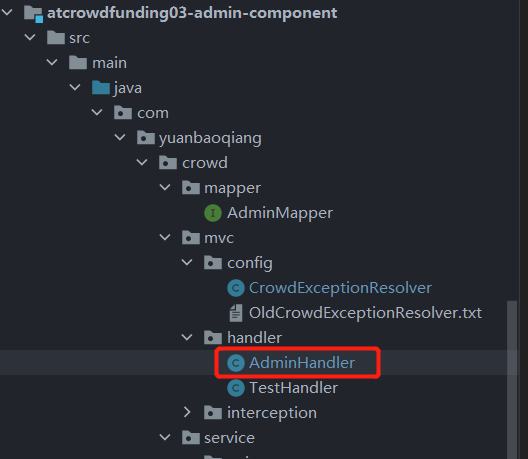 atcrowdfunding03-admin-component
src
main
java
com
yuanbaoqiang
crowd
mapper
I AdminMapper
mvc
config
C CrowdExceptionResolver
OldCrowdExceptionResolver.txt
handler
C AdminHandler
C TestHandler
interception
service